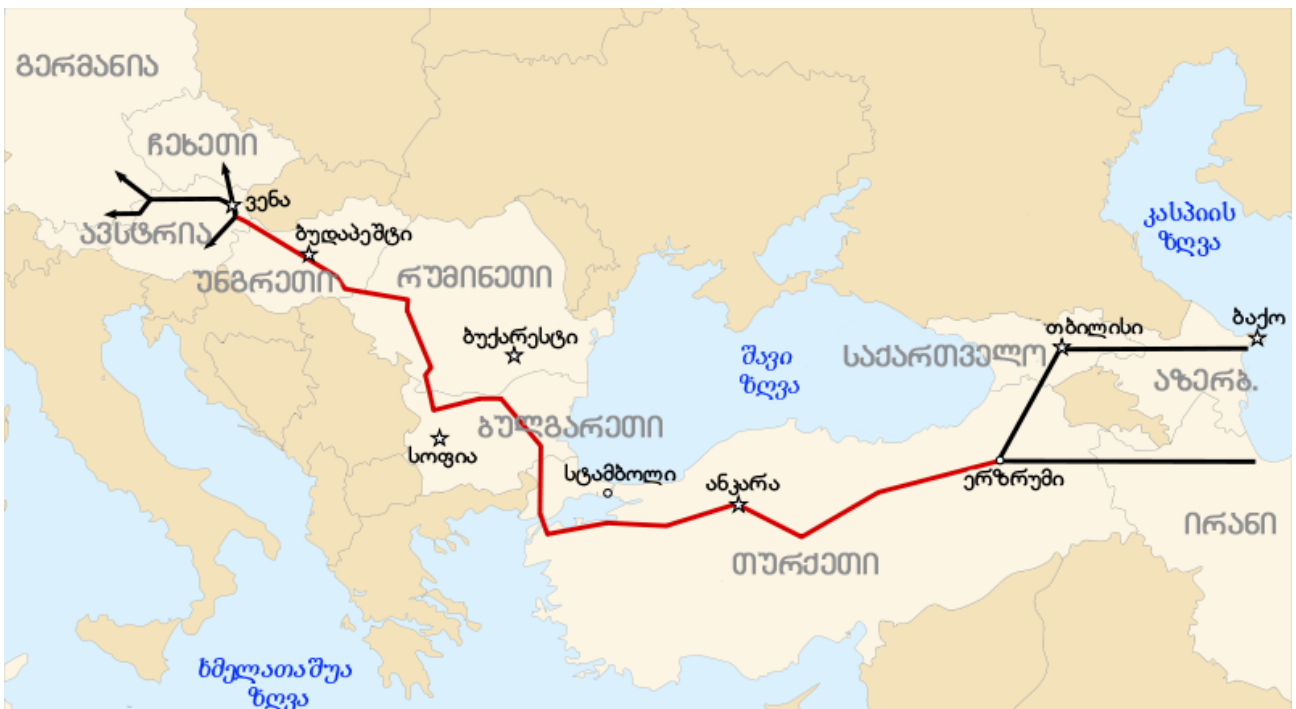 გერმანია
ჩეხეთი
ვენა
ავსტრია
ბუდაპეშტი
უნგრეთი
რუმინეთი
კასპიის
ზღვა
ბაქო
თბილისი
ბუქარესტი
შავი
ზღვა
საქართველო
აზერბ.
ბულგარეთი
სოფია
სტამბოლი
ანკარა
ერზრუმი
ირანი
თურქეთი
ხმელათაშუა
ზღვა